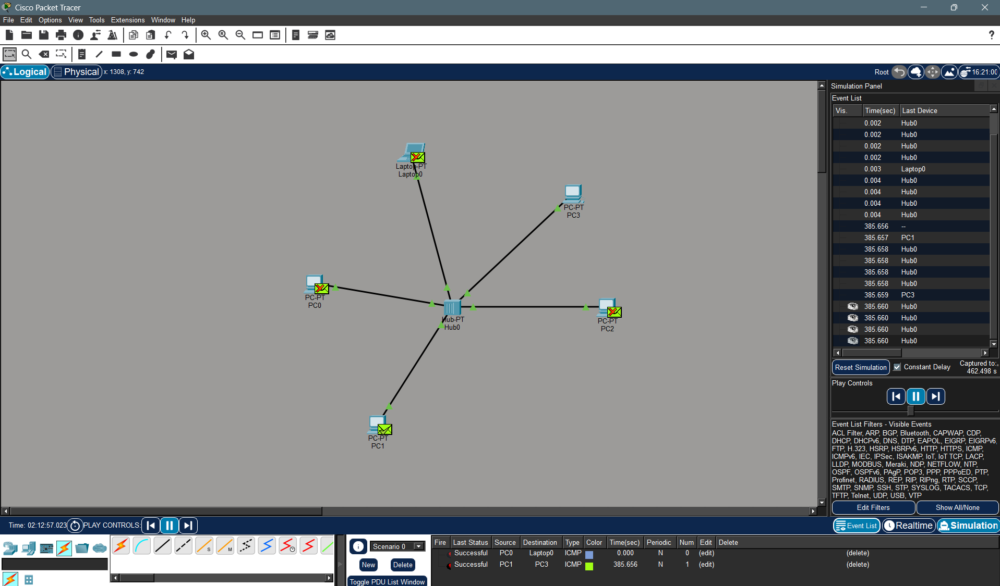 Cisco Packet Tracer
File Edit Options View Tools Extensions Window Help
?
Logical Physical x: 1308, y: 742
Root 16:21:00
Simulation Panel
Event List
Vis. Time(sec) Last Device
0.002 Hub0
0.002 Hub0
0.002 Hub0
0.002 Hub0
0.003 Laptop0
0.004 Hub0
0.004 Hub0
0.004 Hub0
0.004 Hub0
385.656 --
385.657 PC1
385.658 Hub0
385.658 Hub0
385.658 Hub0
385.658 Hub0
385.659 PC3
385.660 Hub0
385.660 Hub0
385.660 Hub0
385.660 Hub0
Reset Simulation Constant Delay Captured to:*
462.498 s
Play Controls
Event List Filters - Visible Events
ACL Filter, ARP, BGP, Bluetooth, CAPWAP, CDP,
DHCP, DHCPv6, DNS, DTP, EAPOL, EIGRP, EIGRPv6,
FTP, H.323, HSRP, HSRPv6, HTTP, HTTPS, ICMP,
ICMPv6, IEC, IPSec, ISAKMP, IoT, IoT TCP, LACP,
LLDP, MODBUS, Meraki, NDP, NETFLOW, NTP,
OSPF, OSPFv6, PAgP, POP3, PPP, PPPoED, PTP,
Profinet, RADIUS, REP, RIP, RIPng, RTP, SCCP,
SMTP, SNMP, SSH, STP, SYSLOG, TACACS, TCP,
TFTP, Telnet, UDP, USB, VTP
Edit Filters Show All/None
Event List Realtime Simulation
Laptop-PT
Laptop0
PC-PT
PC3
PC-PT
PC0
Hub-PT
Hub0
PC-PT
PC2
PC-PT
PC1
Time: 02:12:57.023 PLAY CONTROLS:
S M
Scenario 0
New Delete
Toggle PDU List Window
Fire Last Status Source Destination Type Color Time(sec) Periodic Num Edit Delete
Successful PC0 Laptop0 ICMP 0.000 N 0 (edit) (delete)
Successful PC1 PC3 ICMP 385.656 N 1 (edit) (delete)